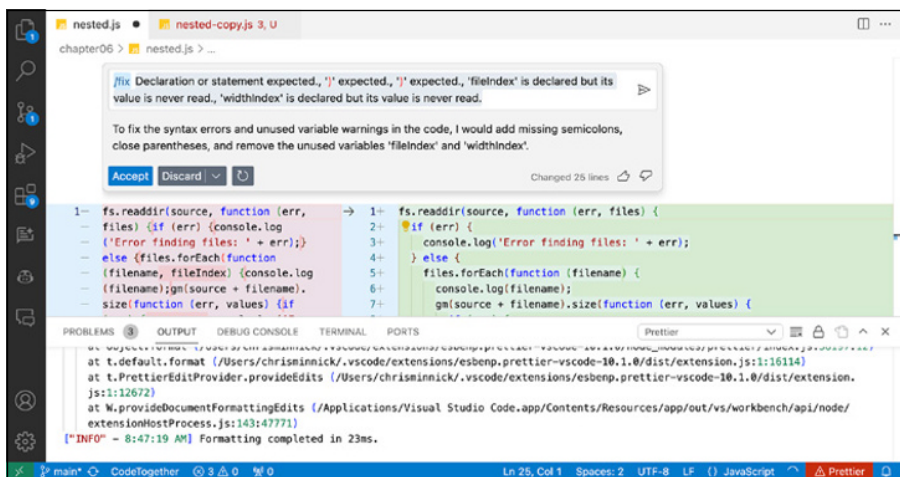 nested.js ● nested-copy.js 3, U
chapter06 > nested.js > ...
/fix Declaration or statement expected., ')' expected., '}' expected., 'fileIndex' is declared but its
value is never read., 'widthIndex' is declared but its value is never read.
To fix the syntax errors and unused variable warnings in the code, I would add missing semicolons,
close parentheses, and remove the unused variables 'fileIndex' and 'widthIndex'.
Accept Discard Changed 25 lines
1− fs.readdir(source, function (err, → 1+ fs.readdir(source, function (err, files) {
− files) {if (err) {console.log 2+ if (err) {
− ('Error finding files: ' + err);} 3+ console.log('Error finding files: ' + err);
− else {files.forEach(function 4+ } else {
− (filename, fileIndex) {console.log 5+ files.forEach(function (filename) {
− (filename);gm(source + filename). 6+ console.log(filename);
− size(function (err, values) {if 7+ gm(source + filename).size(function (err, values) {
PROBLEMS 3 OUTPUT DEBUG CONSOLE TERMINAL PORTS Prettier
at t.default.format (/Users/chrisminnick/.vscode/extensions/esbenp.prettier-vscode-10.1.0/dist/extension.js:1:16114)
at t.PrettierEditProvider.provideEdits (/Users/chrisminnick/.vscode/extensions/esbenp.prettier-vscode-10.1.0/dist/extension.
js:1:12672)
at W.provideDocumentFormattingEdits (/Applications/Visual Studio Code.app/Contents/Resources/app/out/vs/workbench/api/node/
extensionHostProcess.js:143:47771)
["INFO" - 8:47:19 AM] Formatting completed in 23ms.
main* CodeTogether 3 0 0 Ln 25, Col 1 Spaces: 2 UTF-8 LF {} JavaScript Prettier